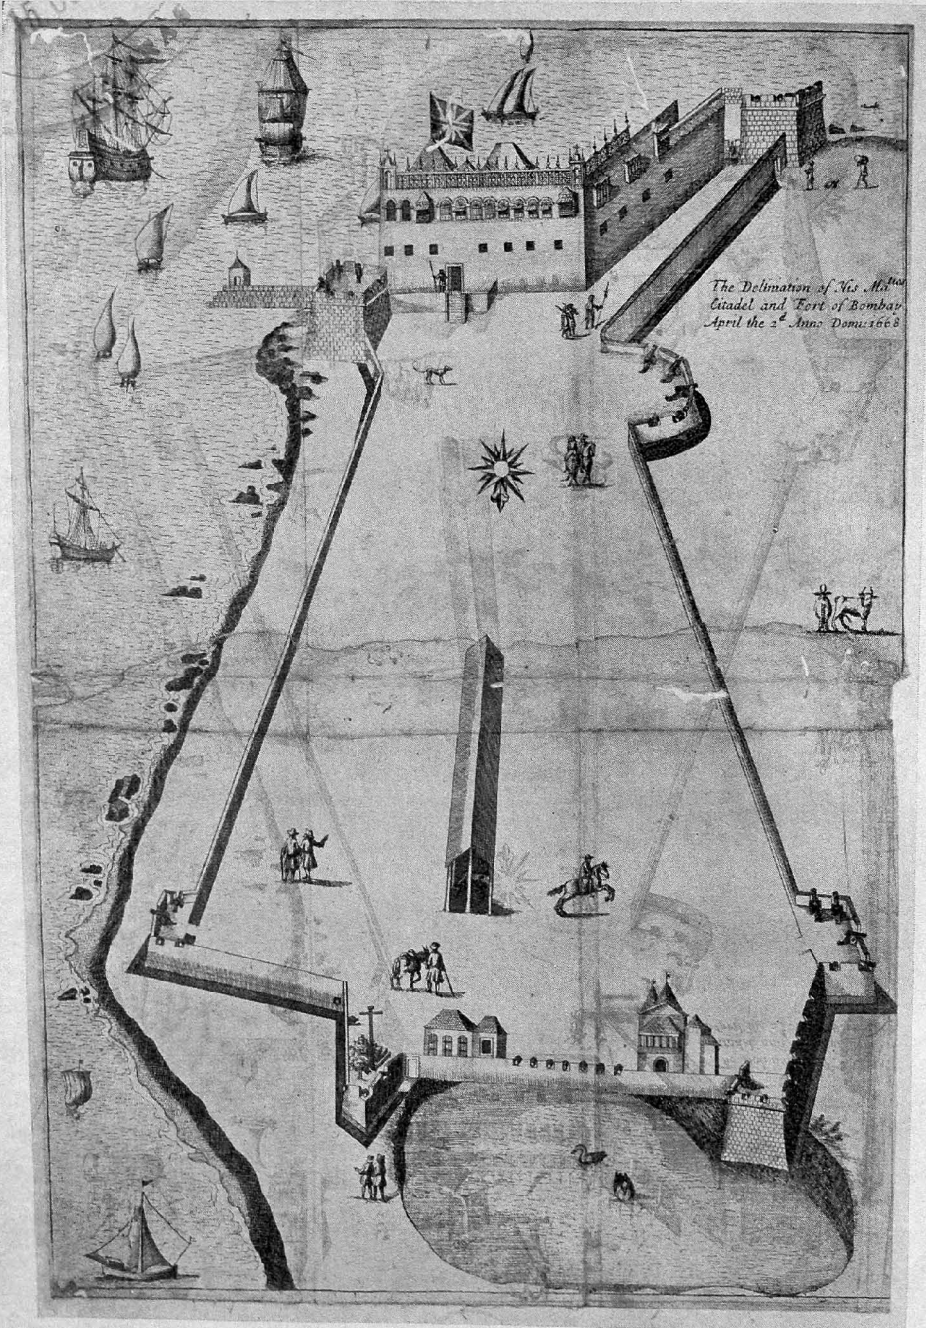 The Delination of His Maties
Citadel and Fort of Bombay
April the 2d Anno Domi: 1668